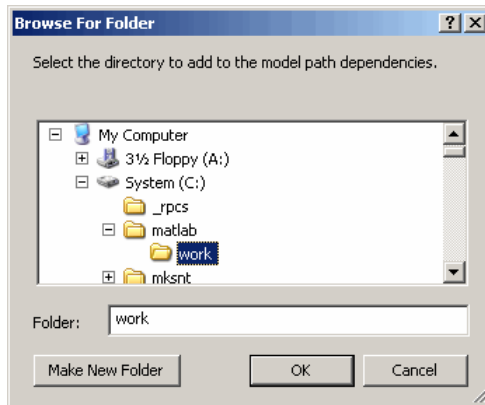 Browse For Folder
Select the directory to add to the model path dependencies.
My Computer
3½ Floppy (A:)
System (C:)
_rpcs
matlab
work
mksnt
Folder: work
Make New Folder OK Cancel